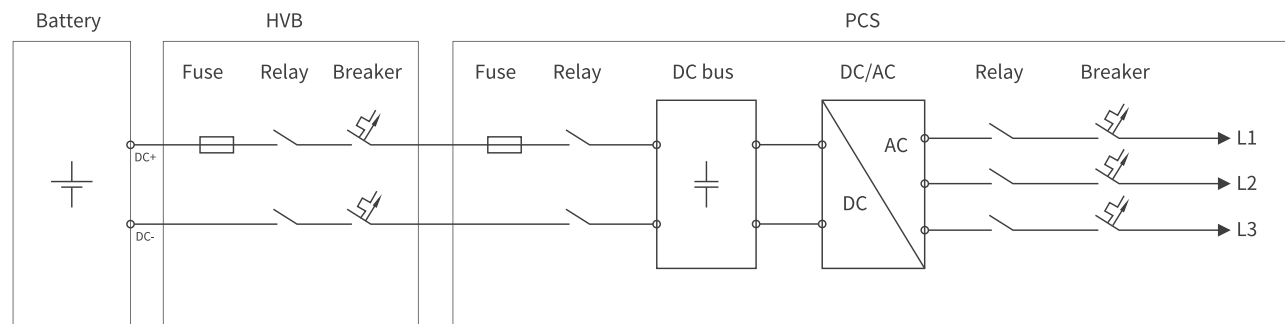 Battery HVB PCS
Fuse Relay Breaker Fuse Relay DC bus DC/AC Relay Breaker
DC+
DC-
AC
DC
L1
L2
L3